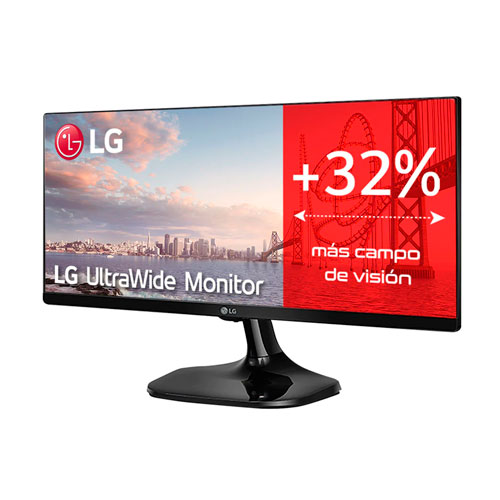 LG
+32%
más campo
de visión
LG UltraWide Monitor
LG